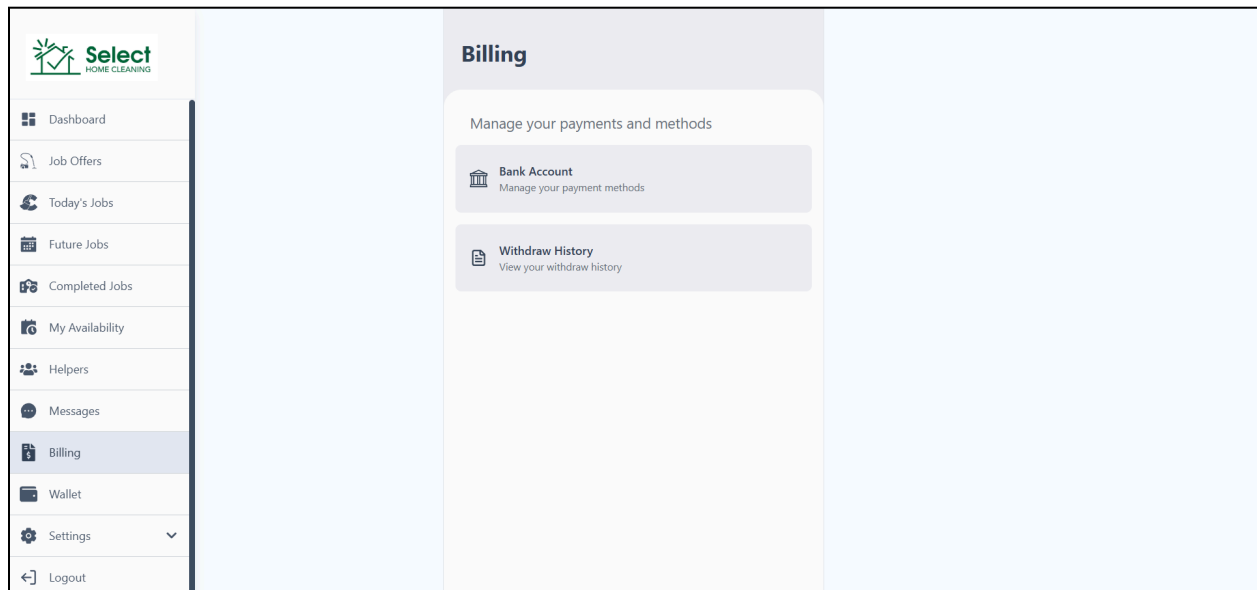 Select
HOME CLEANING
Dashboard
Job Offers
Today's Jobs
Future Jobs
Completed Jobs
My Availability
Helpers
Messages
Billing
Wallet
Settings
Logout
Billing
Manage your payments and methods
Bank Account
Manage your payment methods
Withdraw History
View your withdraw history